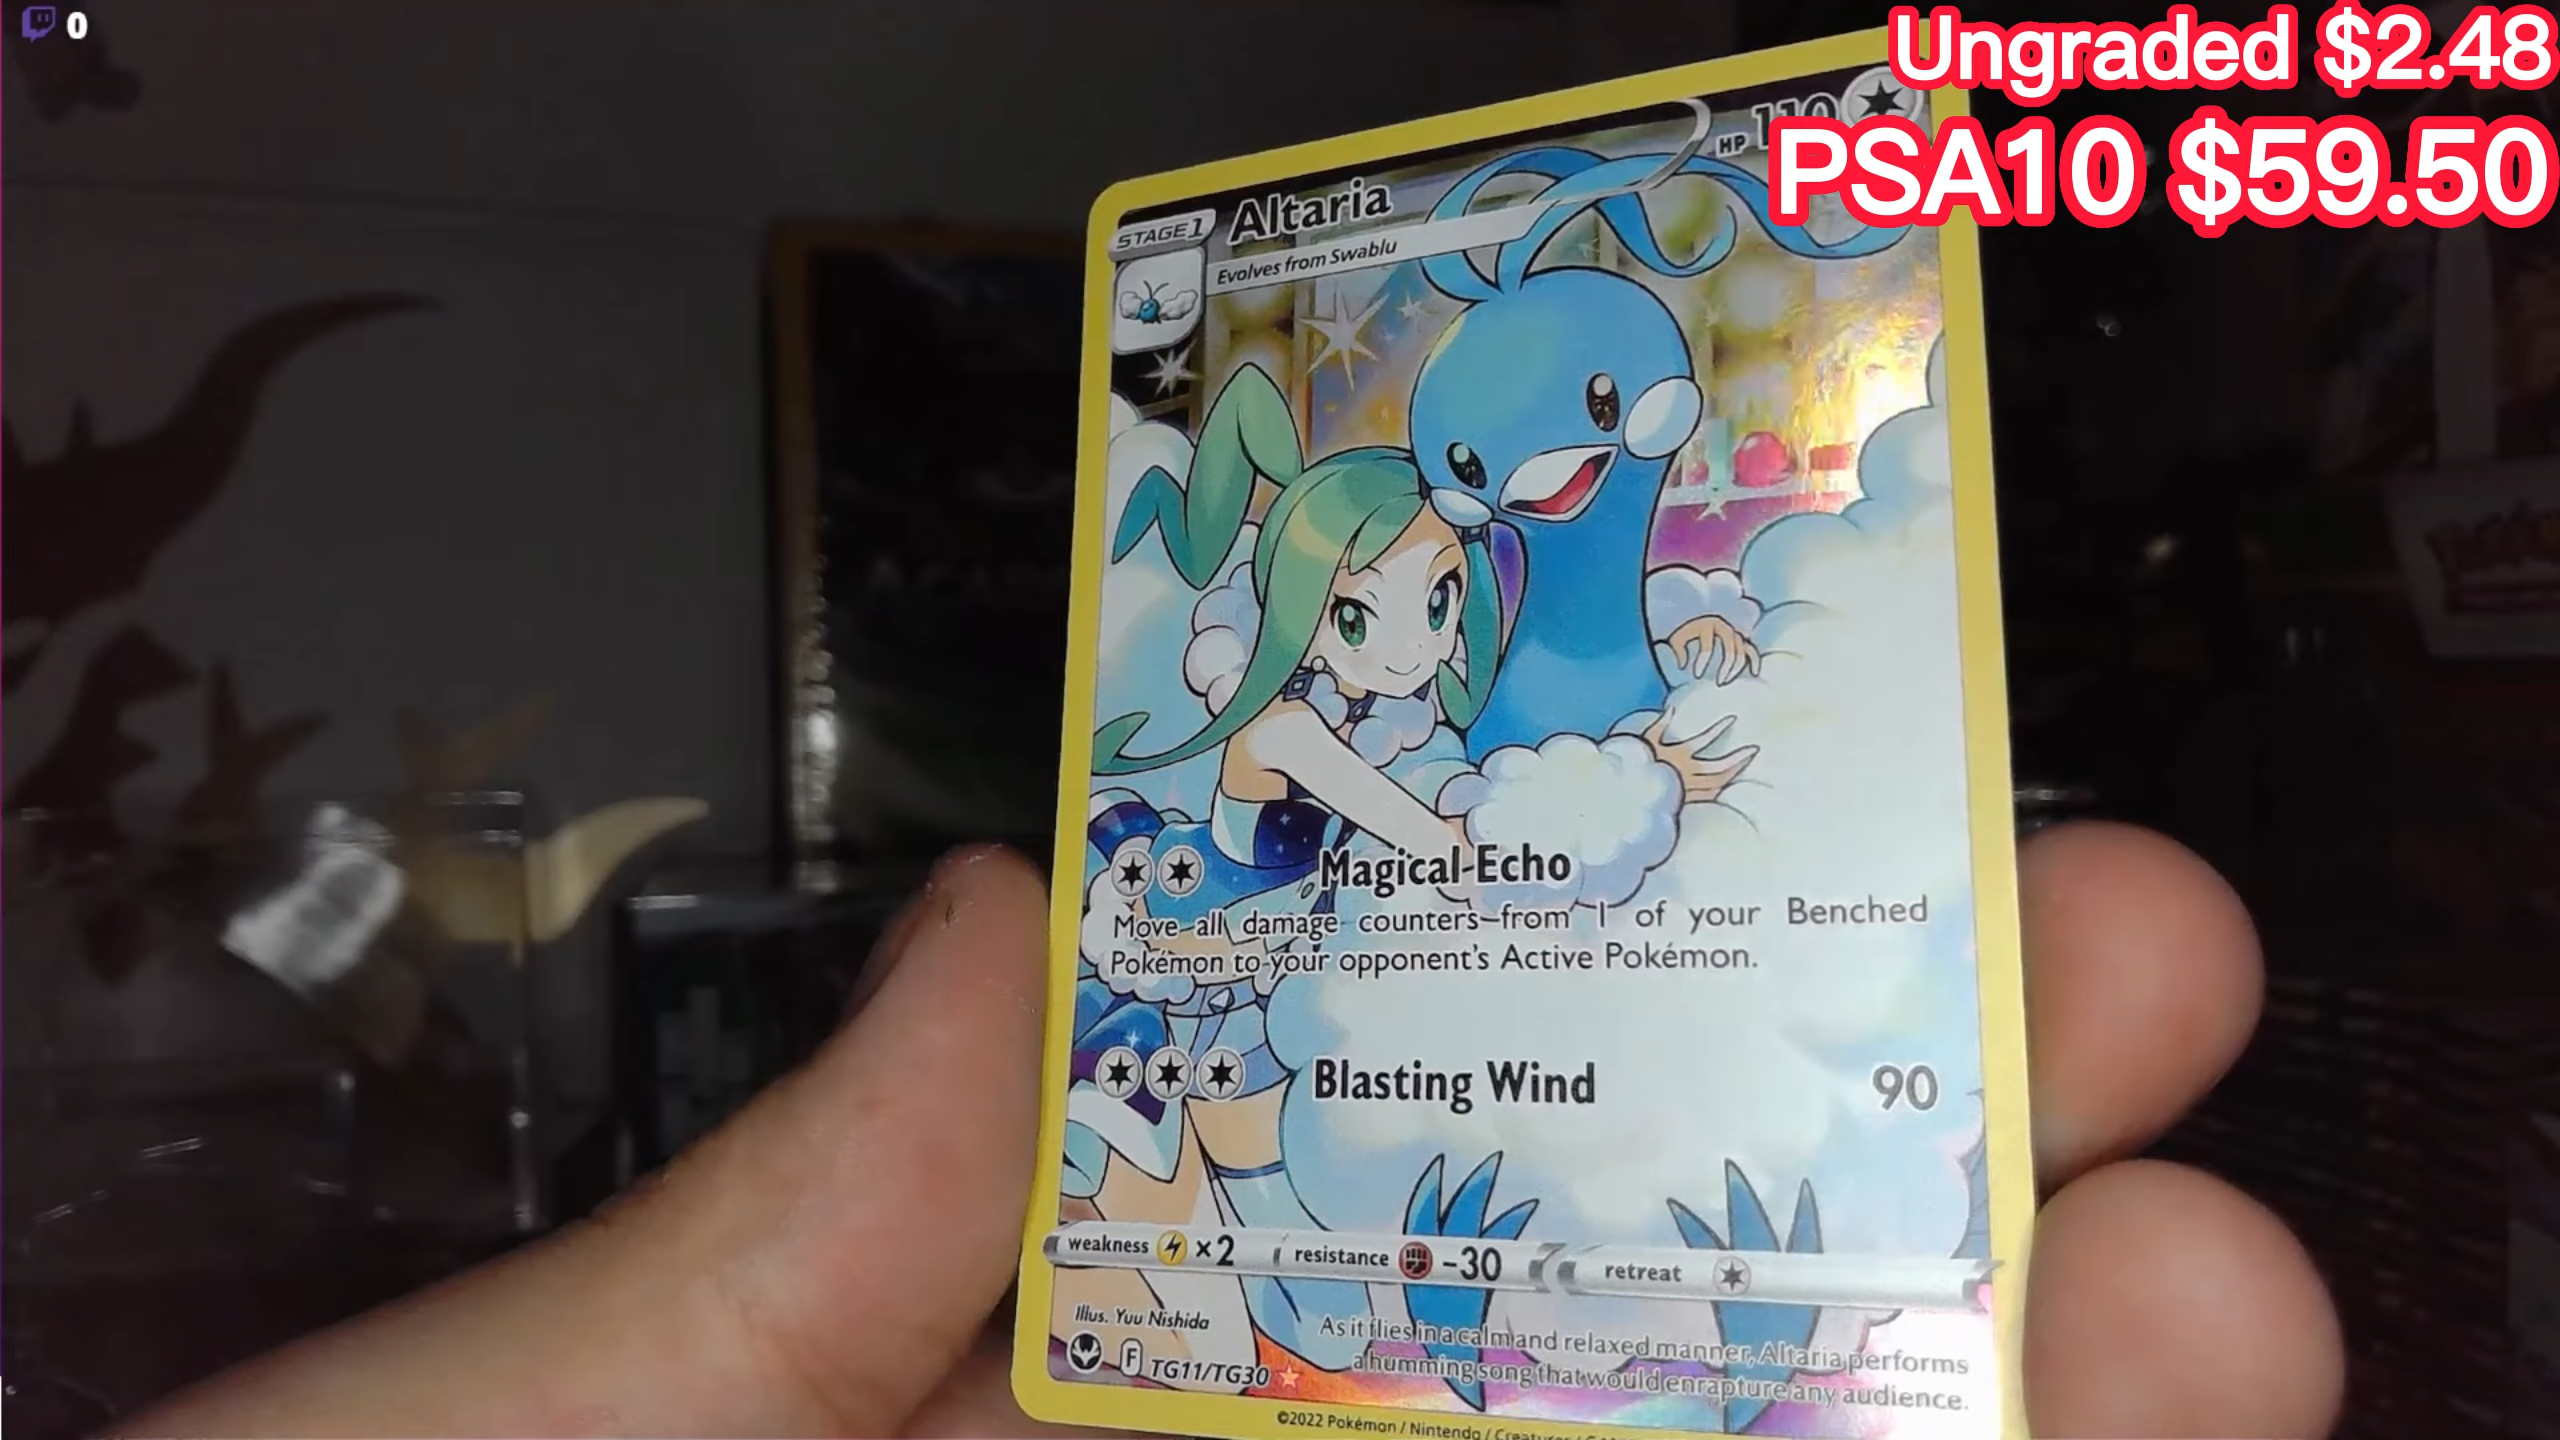 0
Ungraded $2.48
PSA10 $59.50
HP 110
STAGE 1
Altaria
Evolves from Swablu
Magical Echo
Move all damage counters from 1 of your Benched
Pokémon to your opponent's Active Pokémon.
Blasting Wind 90
weakness ×2 resistance -30 retreat
Illus. Yuu Nishida
F TG11/TG30
As it flies in a calm and relaxed manner, Altaria performs
a humming song that would enrapture any audience.
©2022 Pokémon / Nintendo / Creatures /